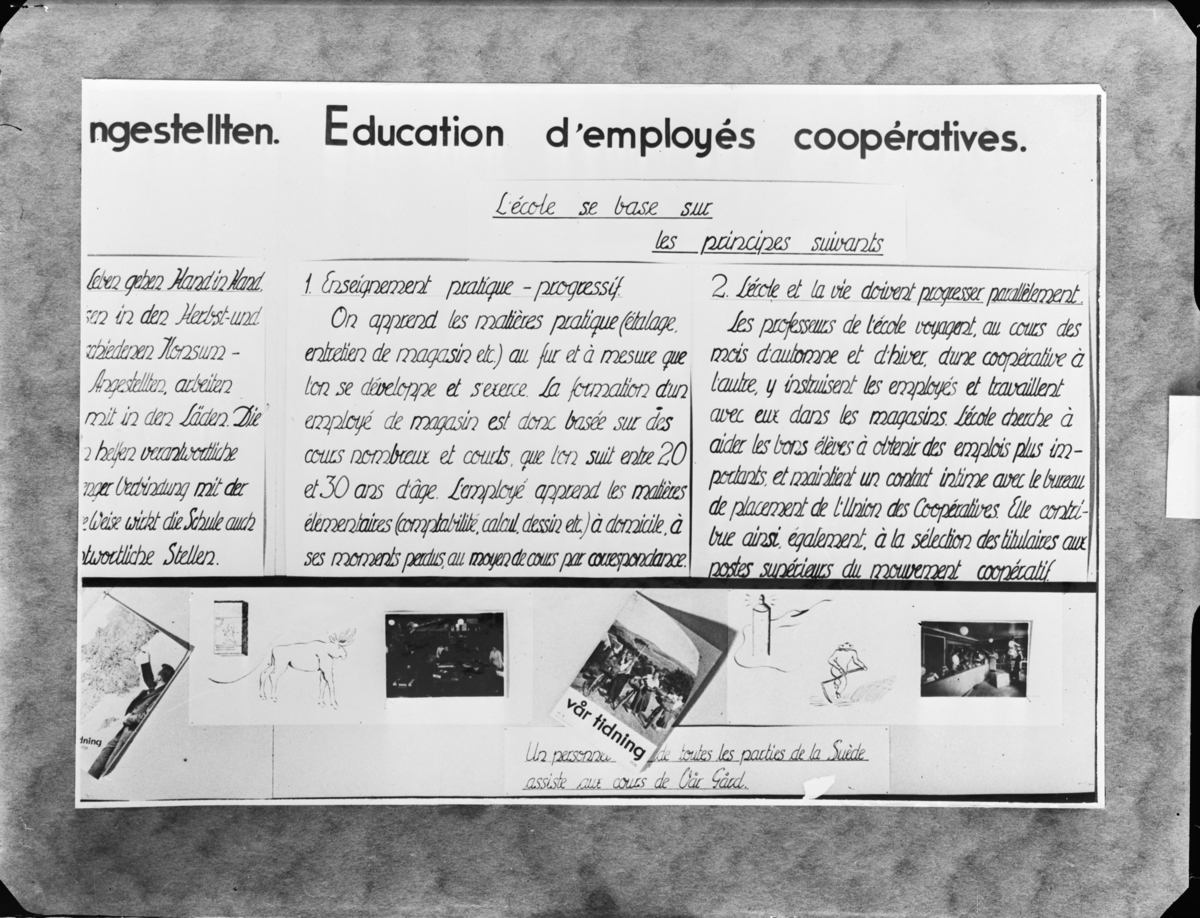 ngestellten. Education d'employés coopératives.
L'école se base sur
les principes suivants
Leben gehen Hand in Hand.
sen in den Herbst-und
schiedenen Konsum-
Angestellten, arbeiten
mit in den Läden. Die
n helfen verantwortliche
enger Verbindung mit der
e Weise wirkt die Schule auch
twortliche Stellen.
1. Enseignement pratique - progressif.
On apprend les matières pratique (étalage,
entretien de magasin etc.) au fur et à mesure que
l'on se développe et s'exerce. La formation d'un
employé de magasin est donc basée sur des
cours nombreux et courts, que l'on suit entre 20
et 30 ans d'âge. L'employé apprend les matières
élementaires (comptabilité, calcul, dessin etc.) à domicile, à
ses moments perdus, au moyen de cours par correspondance.
2. L'école et la vie doivent progresser parallèlement.
Les professeurs de l'école voyagent, au cours des
mois d'automne et d'hiver, d'une coopérative à
l'autre, y instruisent les employés et travaillent
avec eux dans les magasins. L'école cherche à
aider les bons élèves à obtenir des emplois plus im-
portants, et maintient un contact intime avec le bureau
de placement de l'Union des Coopératives. Elle contri-
bue ainsi, également, à la sélection des titulaires aux
postes supérieurs du mouvement coopératif.
dning
vår tidning
Un personne de toutes les parties de la Suède
assiste aux cours de Vår Gård.